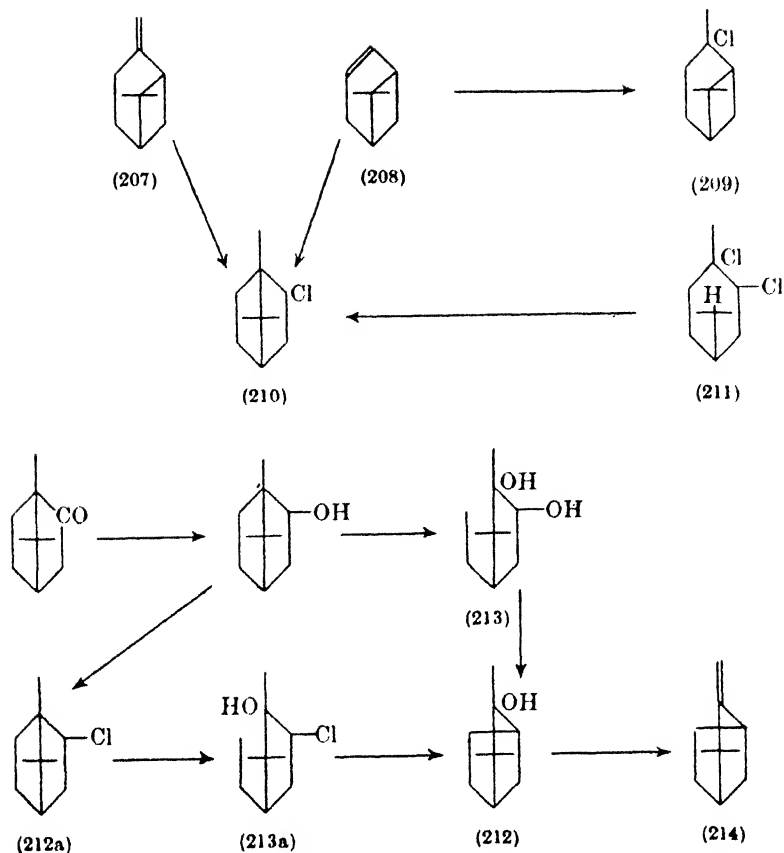 Cl
(207)
(208)
(209)
Cl
Cl
H
Cl
(210)
(211)
CO
OH
OH
OH
(213)
HO
Cl
Cl
OH
(212a)
(213a)
(212)
(214)